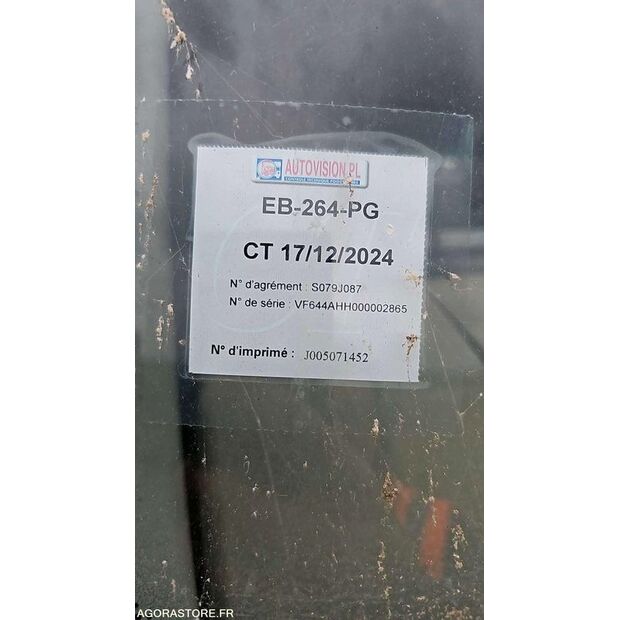 AUTOVISION.PL
EB-264-PG
CT 17/12/2024
N° d'agrément : S079J087
N° de série : VF644AHH000002865
N° d'imprimé : J005071452
AGORASTORE.FR